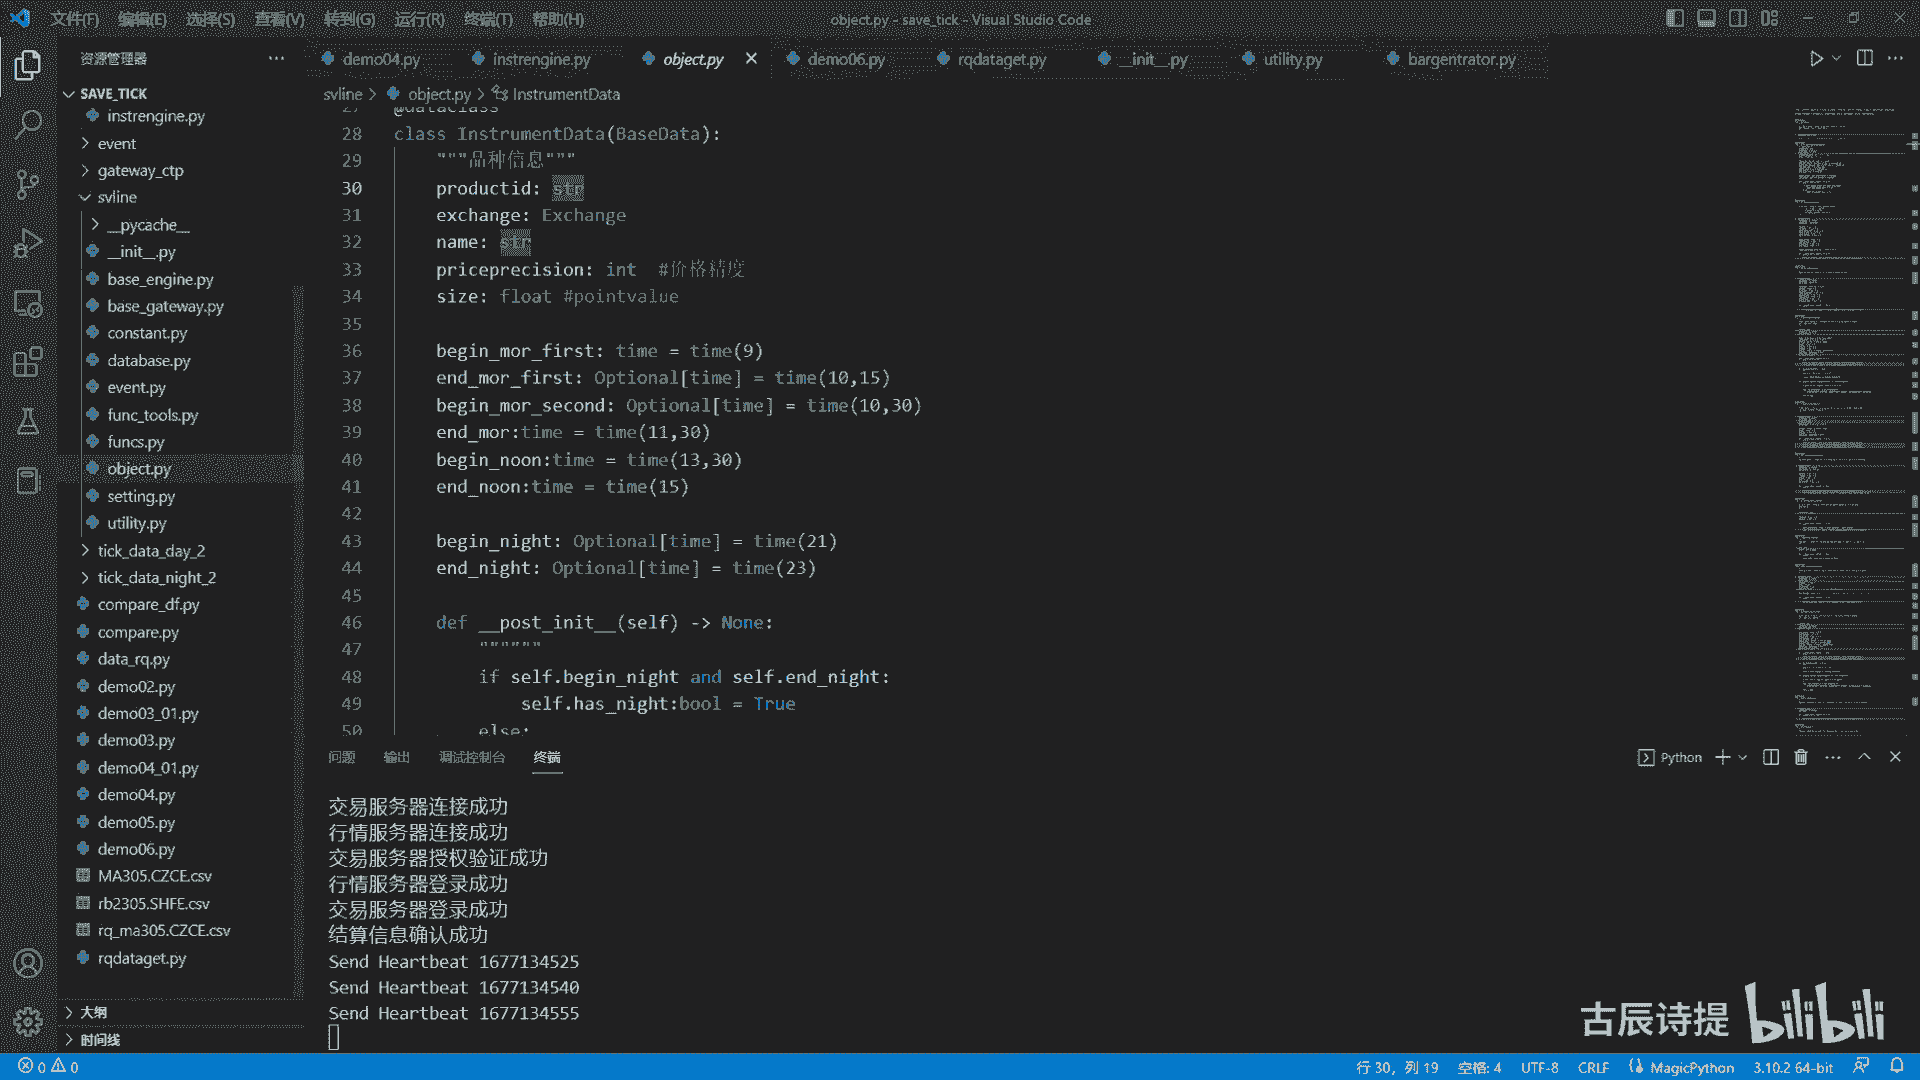 文件(F) 编辑(E) 选择(S) 查看(V) 转到(G) 运行(R) 终端(T) 帮助(H)
object.py - save_tick - Visual Studio Code
资源管理器
demo04.py instrengine.py object.py demo06.py rqdataget.py __init__.py utility.py bargentrator.py
SAVE_TICK
instrengine.py
event
gateway_ctp
svline
__pycache__
__init__.py
base_engine.py
base_gateway.py
constant.py
database.py
event.py
func_tools.py
funcs.py
object.py
setting.py
utility.py
tick_data_day_2
tick_data_night_2
compare_df.py
compare.py
data_rq.py
demo02.py
demo03_01.py
demo03.py
demo04_01.py
demo04.py
demo05.py
demo06.py
MA305.CZCE.csv
rb2305.SHFE.csv
rq_ma305.CZCE.csv
rqdataget.py
大纲
时间线
svline > object.py > InstrumentData
27 @dataclass
28 class InstrumentData(BaseData):
29 """品种信息"""
30 productid: str
31 exchange: Exchange
32 name: str
33 priceprecision: int #价格精度
34 size: float #pointvalue
35
36 begin_mor_first: time = time(9)
37 end_mor_first: Optional[time] = time(10,15)
38 begin_mor_second: Optional[time] = time(10,30)
39 end_mor:time = time(11,30)
40 begin_noon:time = time(13,30)
41 end_noon:time = time(15)
42
43 begin_night: Optional[time] = time(21)
44 end_night: Optional[time] = time(23)
45
46 def __post_init__(self) -> None:
47 """"""
48 if self.begin_night and self.end_night:
49 self.has_night:bool = True
50 else:
问题 输出 调试控制台 终端
Python
交易服务器连接成功
行情服务器连接成功
交易服务器授权验证成功
行情服务器登录成功
交易服务器登录成功
结算信息确认成功
Send Heartbeat 1677134525
Send Heartbeat 1677134540
Send Heartbeat 1677134555
古辰诗提 bilibili
0 0
行 30, 列 19 空格: 4 UTF-8 CRLF MagicPython 3.10.2 64-bit